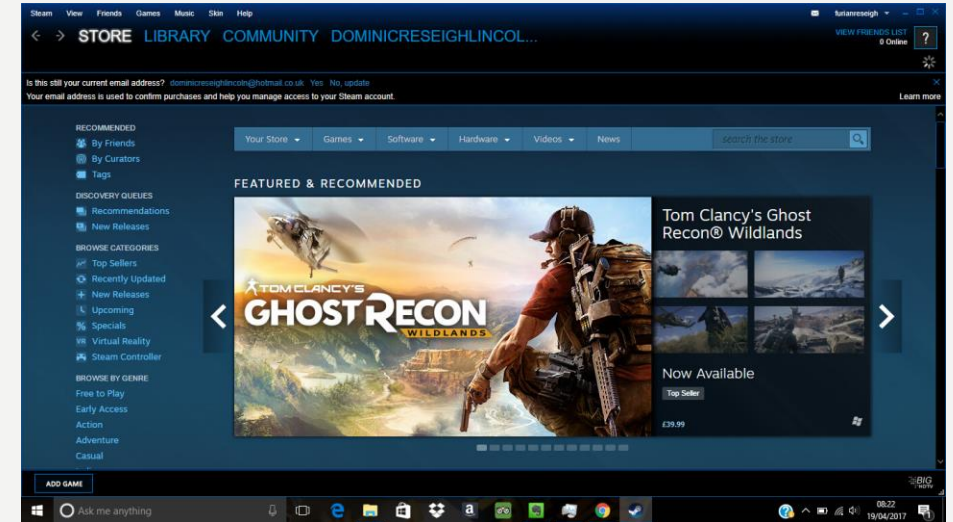 Steam View Friends Games Music Skin Help
furianreseigh
STORE LIBRARY COMMUNITY DOMINICRESEIGHLINCOL...
VIEW FRIENDS LIST
0 Online
?
Is this still your current email address? dominicreseighlincoln@hotmail.co.uk Yes No, update
Your email address is used to confirm purchases and help you manage access to your Steam account.
Learn more
RECOMMENDED
By Friends
By Curators
Tags
DISCOVERY QUEUES
Recommendations
New Releases
BROWSE CATEGORIES
Top Sellers
Recently Updated
New Releases
Upcoming
Specials
VR Virtual Reality
Steam Controller
BROWSE BY GENRE
Free to Play
Early Access
Action
Adventure
Casual
Your Store Games Software Hardware Videos News
search the store
FEATURED & RECOMMENDED
TOM CLANCY'S
GHOST RECON
WILDLANDS
Tom Clancy's Ghost
Recon® Wildlands
Now Available
Top Seller
£39.99
ADD GAME
BIG
Ask me anything
08:22
19/04/2017